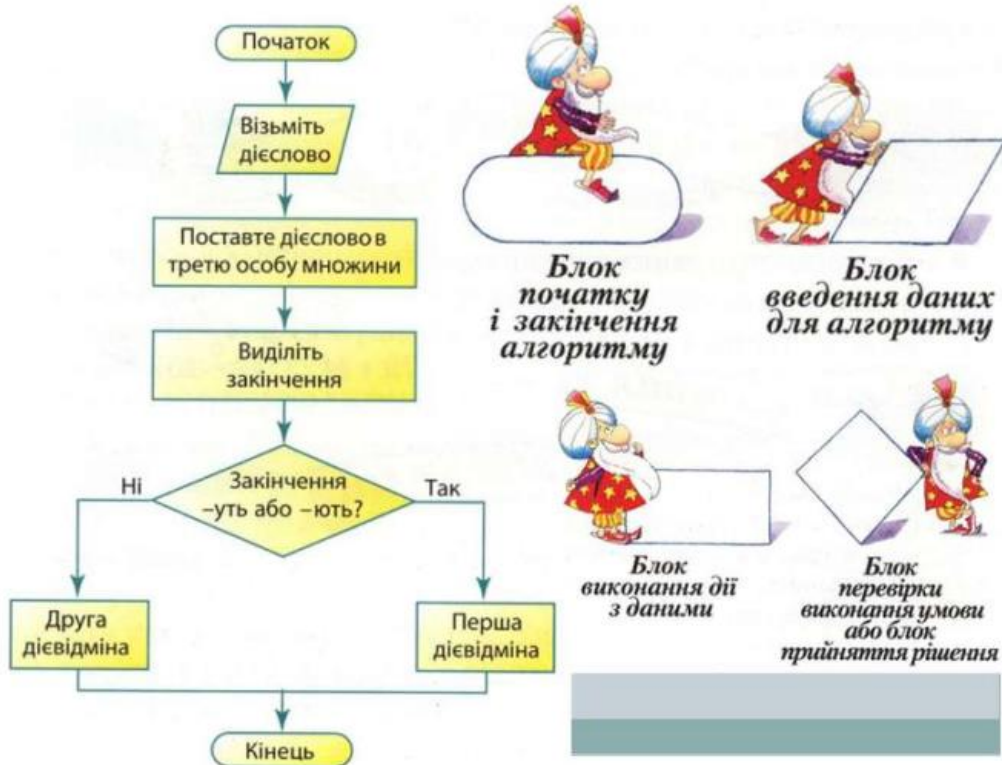 Початок
Візьміть
дієслово
Поставте дієслово в
третю особу множини
Виділіть
закінчення
Закінчення
–уть або –ють?
Ні
Так
Друга
дієвідміна
Перша
дієвідміна
Кінець
Блок
початку
і закінчення
алгоритму
Блок
введення даних
для алгоритму
Блок
виконання дії
з даними
Блок
перевірки
виконання умови
або блок
прийняття рішення